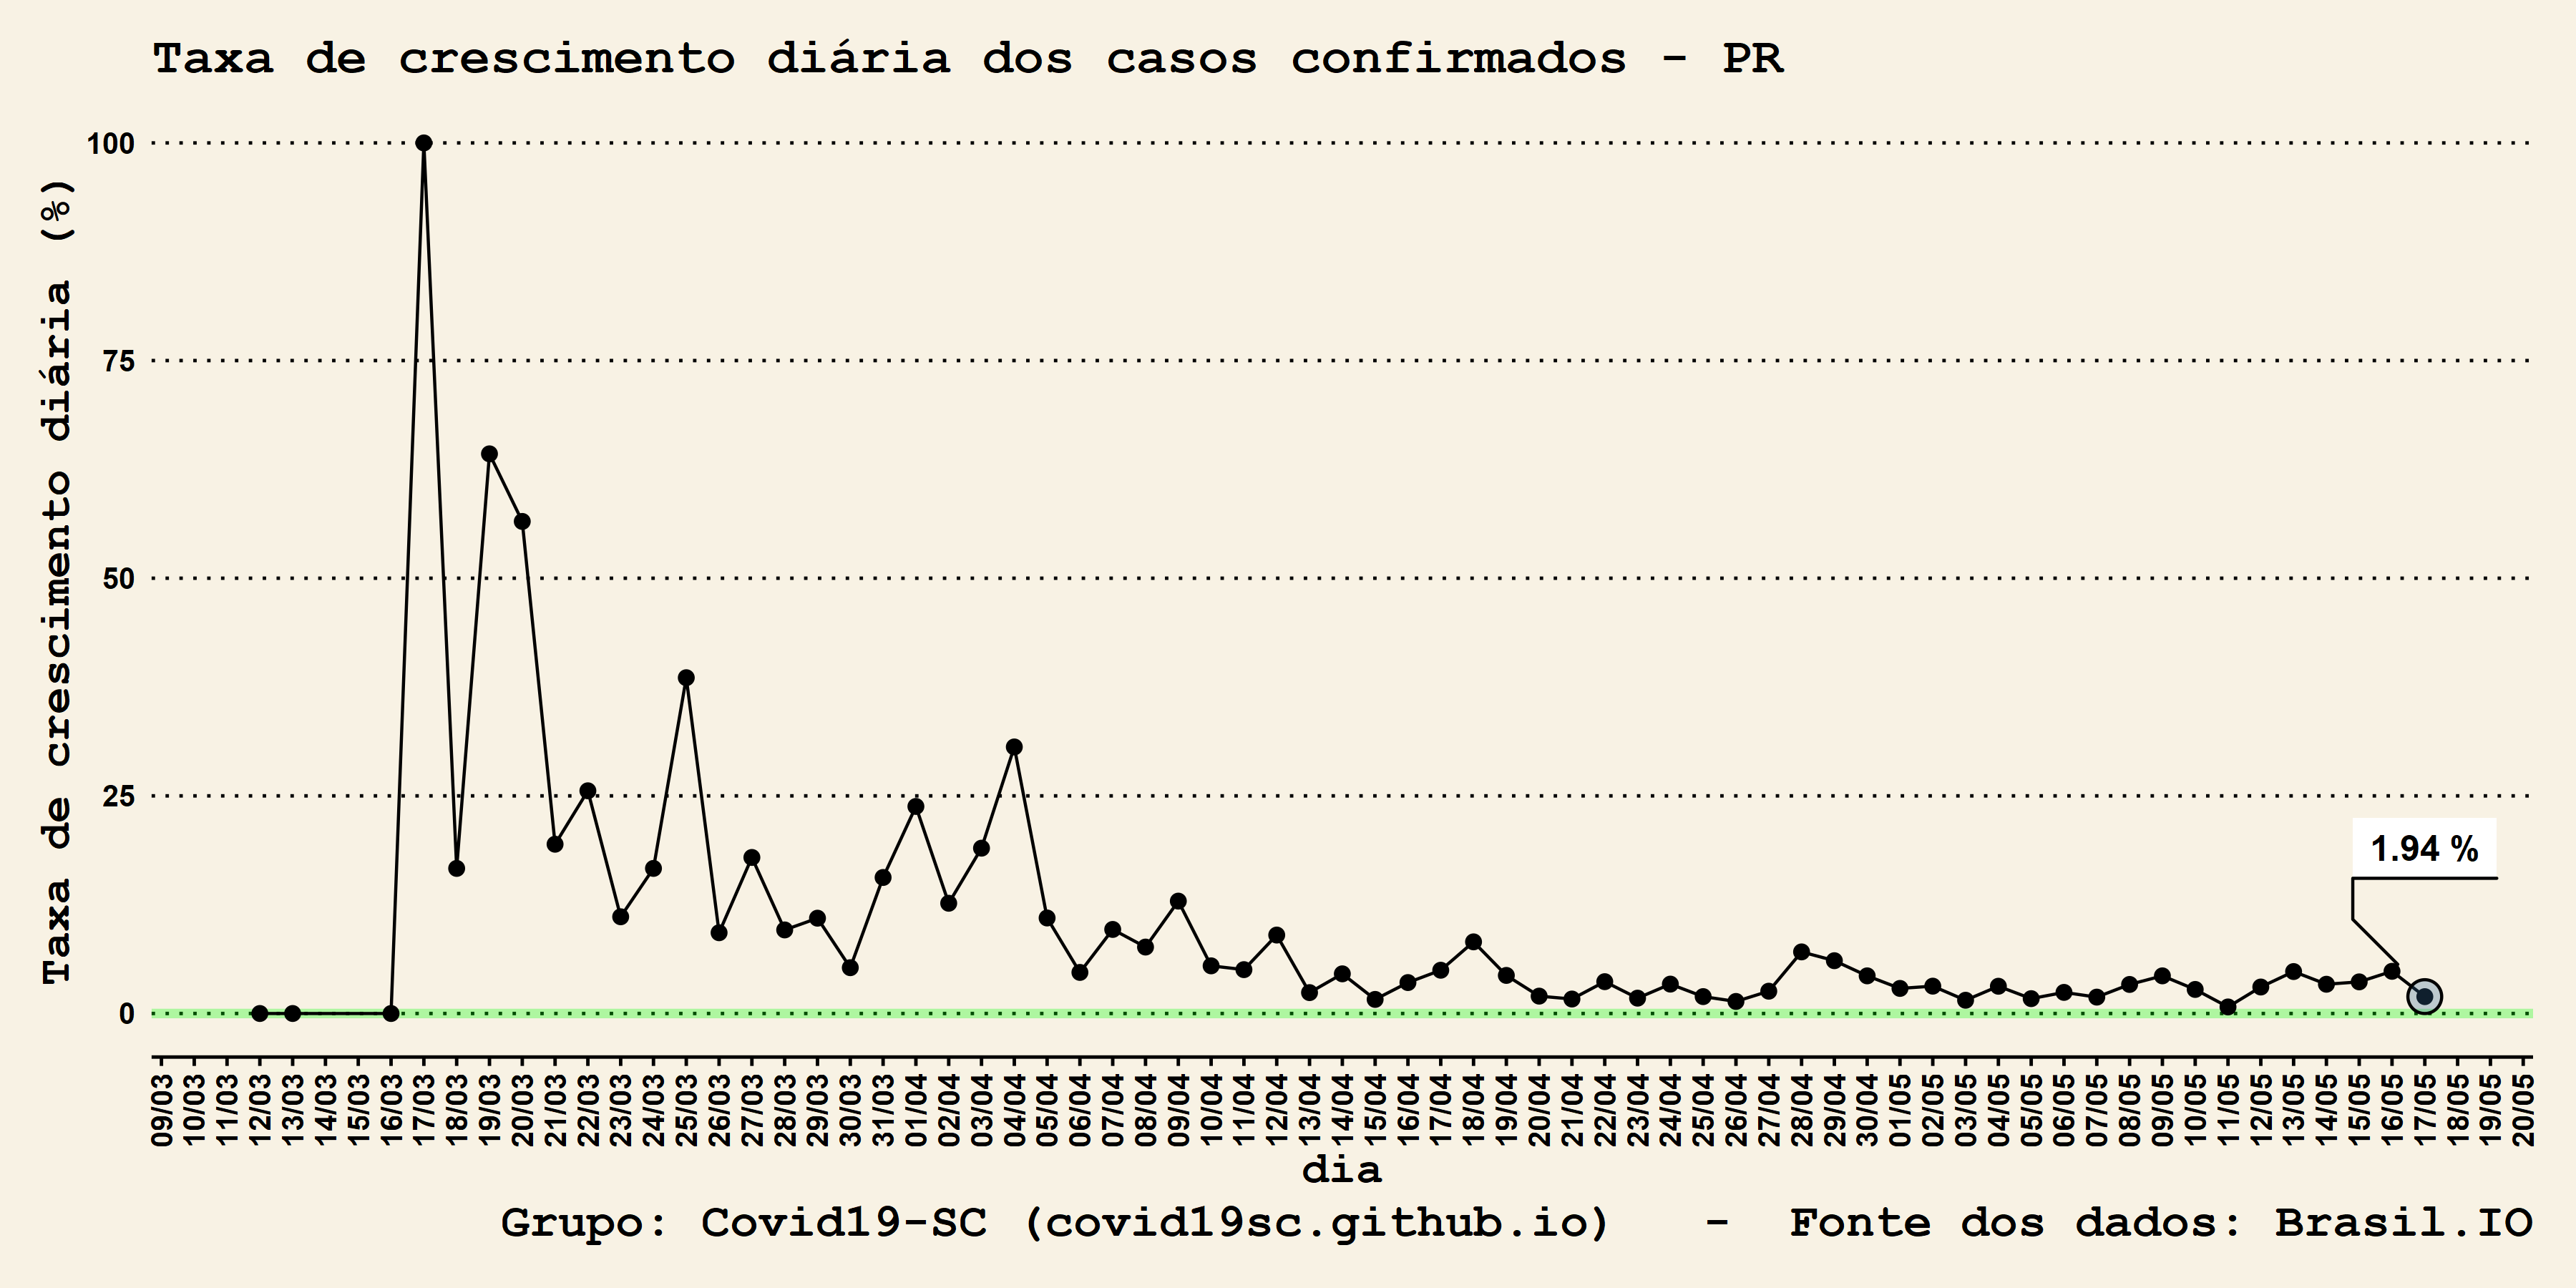 Taxa de crescimento diária dos casos confirmados - PR
Taxa de crescimento diária (%)
100
75
50
25
0
1.94 %
09/03 10/03 11/03 12/03 13/03 14/03 15/03 16/03 17/03 18/03 19/03 20/03 21/03 22/03 23/03 24/03 25/03 26/03 27/03 28/03 29/03 30/03 31/03 01/04 02/04 03/04 04/04 05/04 06/04 07/04 08/04 09/04 10/04 11/04 12/04 13/04 14/04 15/04 16/04 17/04 18/04 19/04 20/04 21/04 22/04 23/04 24/04 25/04 26/04 27/04 28/04 29/04 30/04 01/05 02/05 03/05 04/05 05/05 06/05 07/05 08/05 09/05 10/05 11/05 12/05 13/05 14/05 15/05 16/05 17/05 18/05 19/05 20/05
dia
Grupo: Covid19-SC (covid19sc.github.io) - Fonte dos dados: Brasil.IO